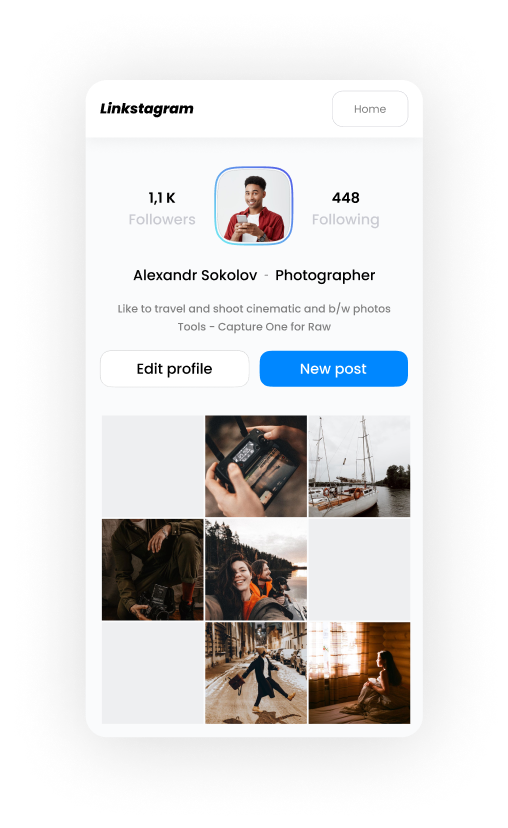 Linkstagram
Home
1,1 K
Followers
448
Following
Alexandr Sokolov - Photographer
Like to travel and shoot cinematic and b/w photos
Tools - Capture One for Raw
Edit profile
New post